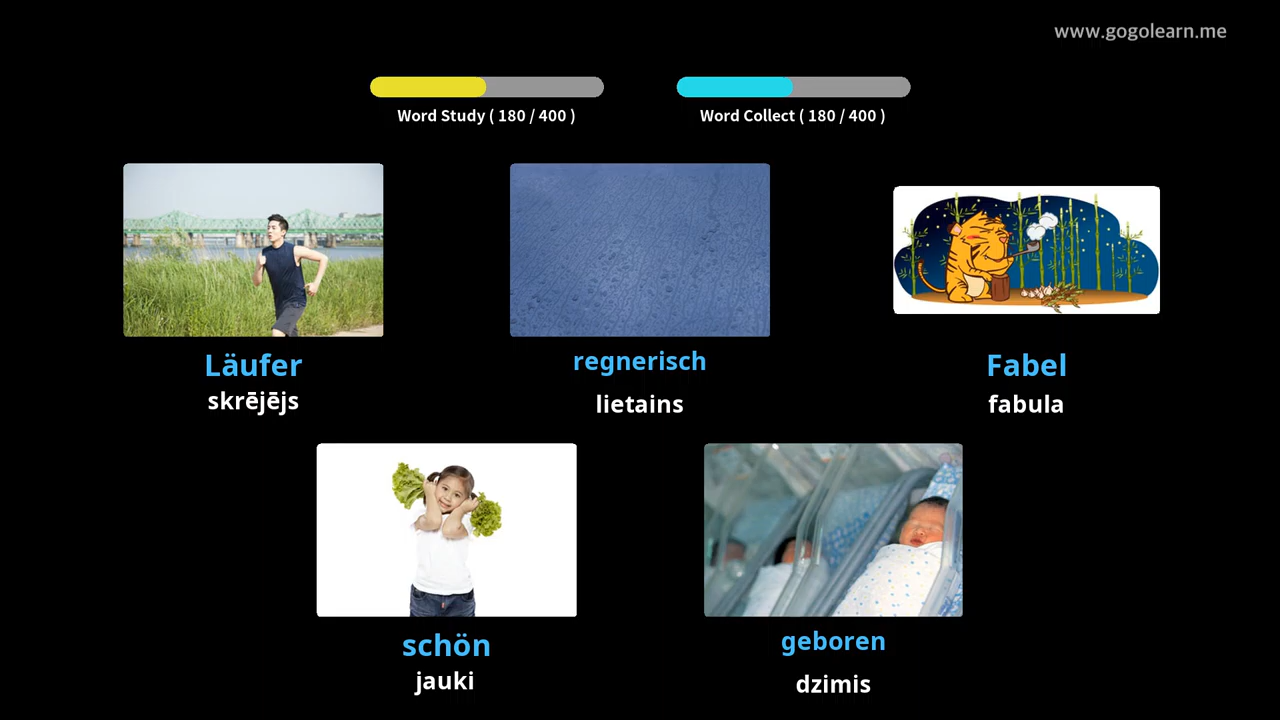 www.gogolearn.me
Word Study ( 180 / 400 )
Word Collect ( 180 / 400 )
Läufer
skrējējs
regnerisch
lietains
Fabel
fabula
schön
jauki
geboren
dzimis